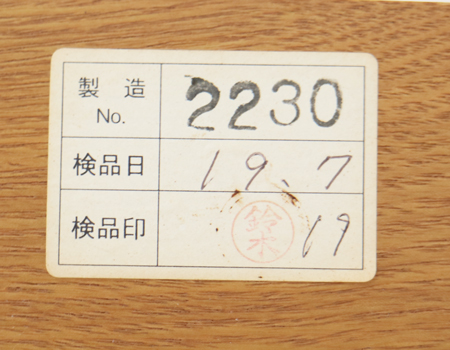 製造 2230
No.
検品日 19.7
検品印 鈴木 19